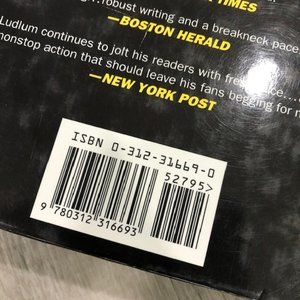 TIMES
robust writing and a breakneck pace
—BOSTON HERALD
Ludlum continues to jolt his readers with
nonstop action that should leave his fans begging for
—NEW YORK POST
ISBN 0-312-31669-0
52795>
9 780312 316693